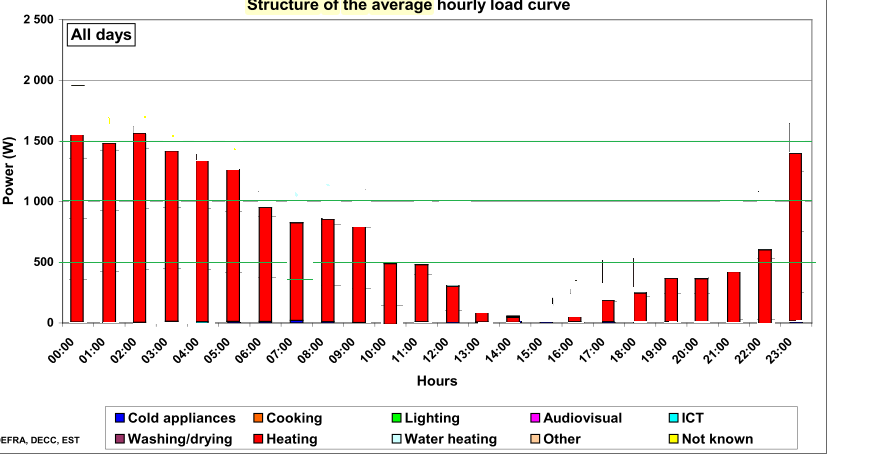 Structure of the average hourly load curve
2 500
All days
2 000
1 500
1 000
500
0
Power (W)
00:00 01:00 02:00 03:00 04:00 05:00 06:00 07:00 08:00 09:00 10:00 11:00 12:00 13:00 14:00 15:00 16:00 17:00 18:00 19:00 20:00 21:00 22:00 23:00
Hours
Cold appliances Cooking Lighting Audiovisual ICT
Washing/drying Heating Water heating Other Not known
EFRA, DECC, EST